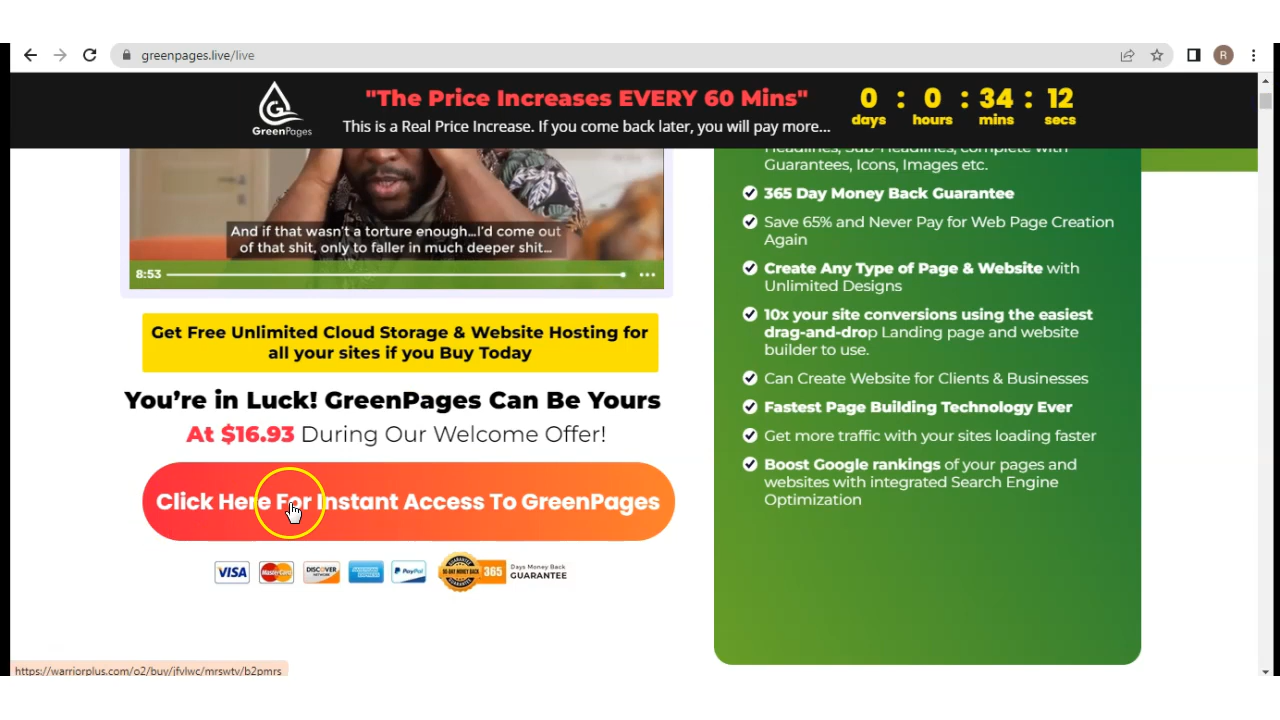 greenpages.live/live
R
GreenPages
"The Price Increases EVERY 60 Mins"
This is a Real Price Increase. If you come back later, you will pay more...
0 : 0 : 34 : 12
days hours mins secs
And if that wasn't a torture enough...I'd come out
of that shit, only to faller in much deeper shit...
8:53
Get Free Unlimited Cloud Storage & Website Hosting for
all your sites if you Buy Today
You're in Luck! GreenPages Can Be Yours
At $16.93 During Our Welcome Offer!
Click Here For Instant Access To GreenPages
VISA MasterCard DISCOVER PayPal 365 Days Money Back
GUARANTEE
Headlines, Sub-Headlines, complete with
Guarantees, Icons, Images etc.
365 Day Money Back Guarantee
Save 65% and Never Pay for Web Page Creation
Again
Create Any Type of Page & Website with
Unlimited Designs
10x your site conversions using the easiest
drag-and-drop Landing page and website
builder to use.
Can Create Website for Clients & Businesses
Fastest Page Building Technology Ever
Get more traffic with your sites loading faster
Boost Google rankings of your pages and
websites with integrated Search Engine
Optimization
https://warriorplus.com/o2/buy/jfvlwc/mrswtv/b2pmrs